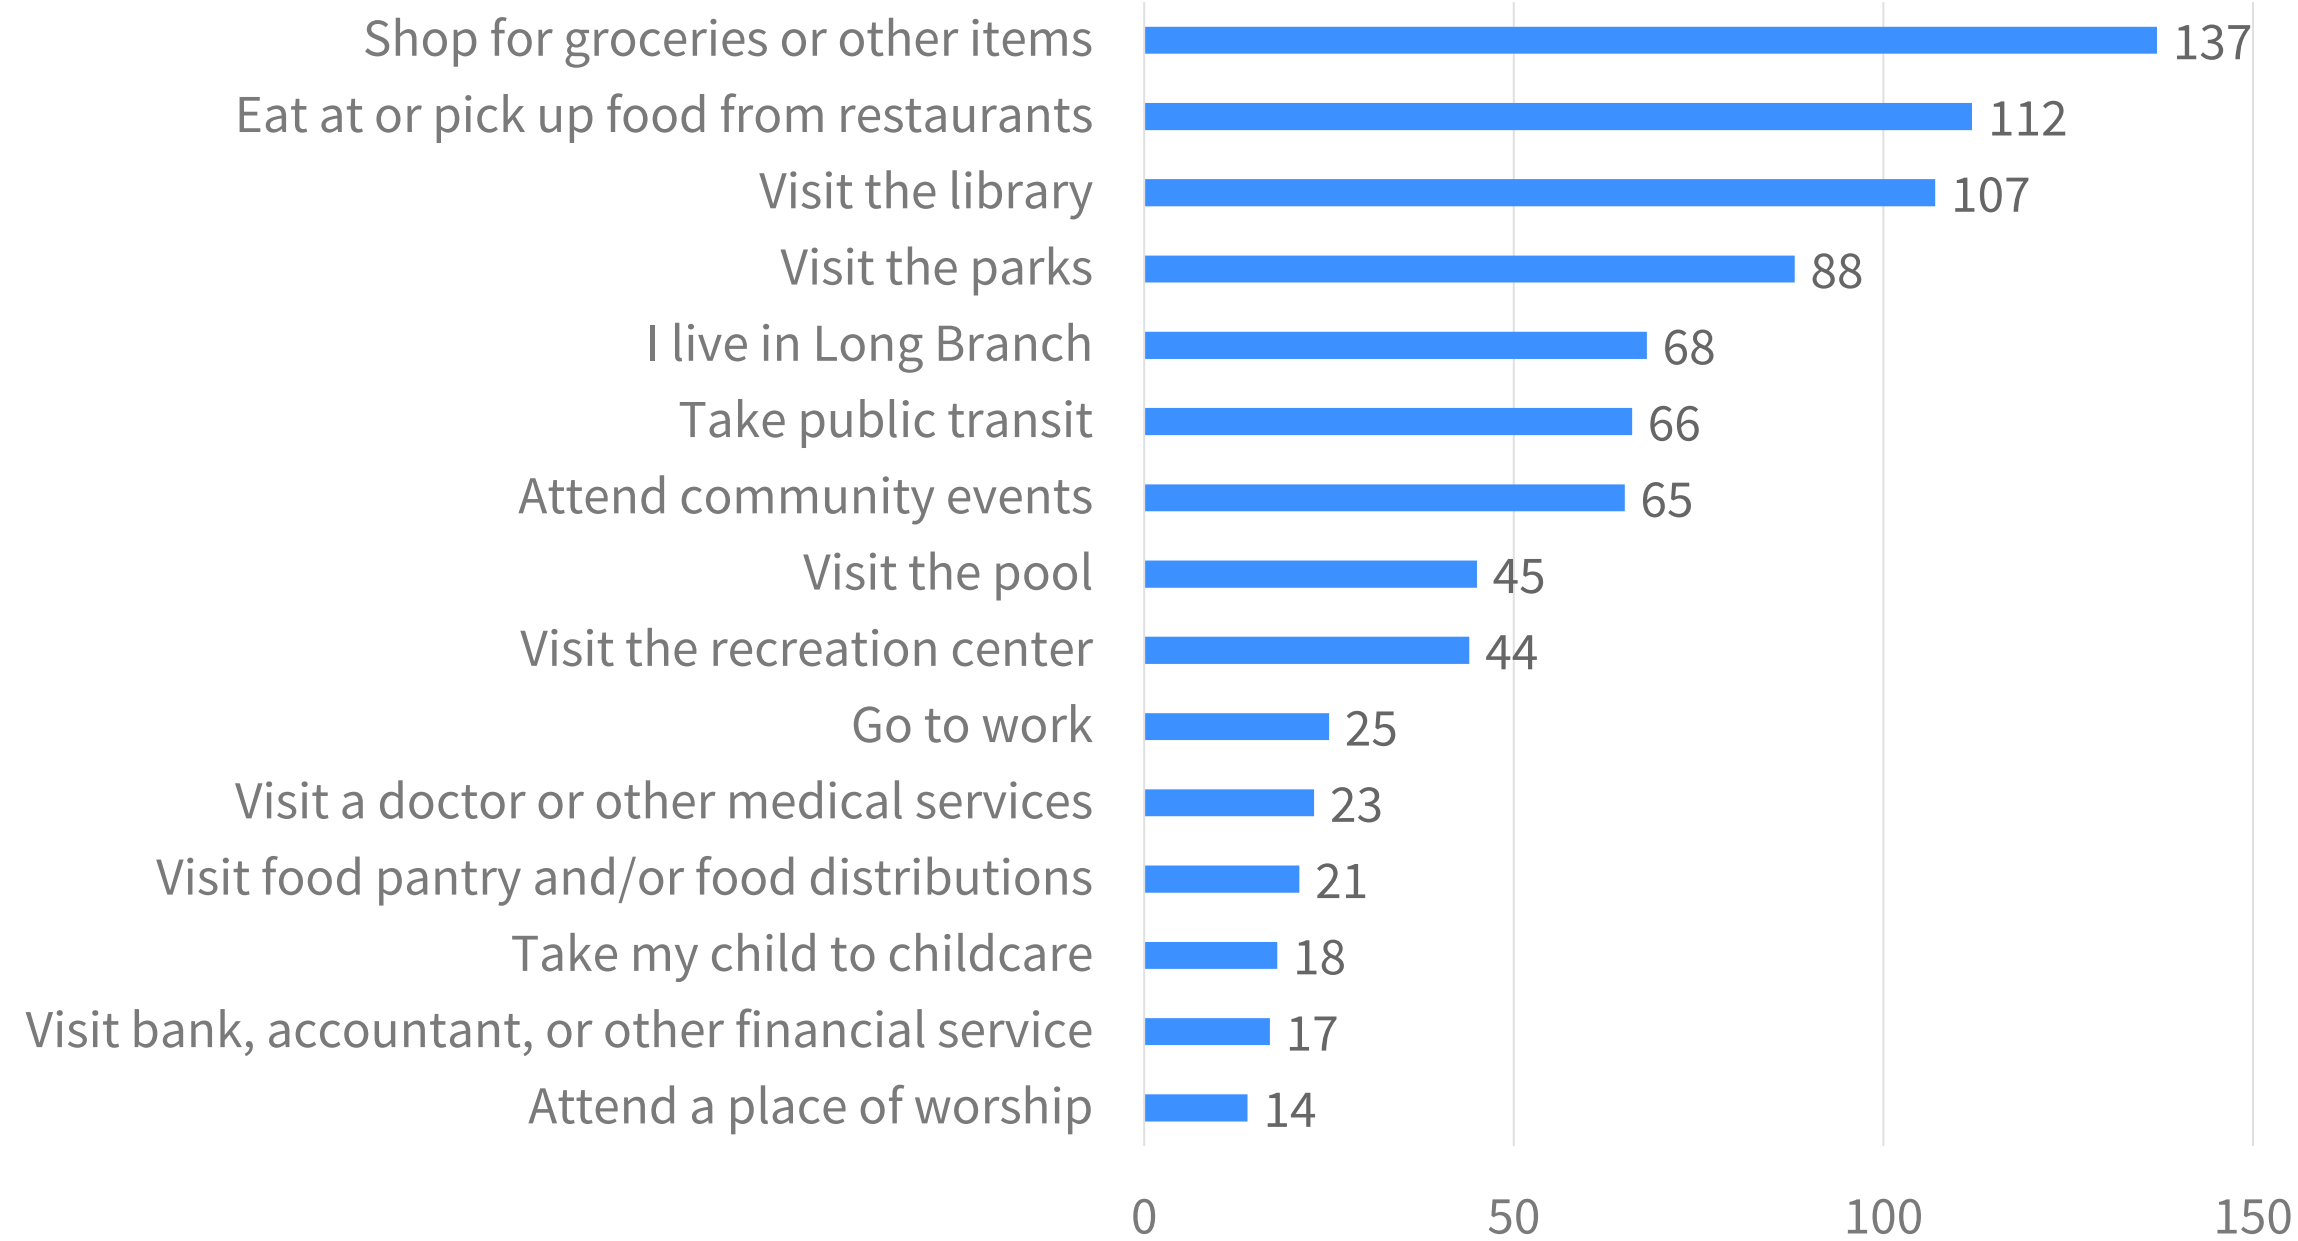 Shop for groceries or other items 137
Eat at or pick up food from restaurants 112
Visit the library 107
Visit the parks 88
I live in Long Branch 68
Take public transit 66
Attend community events 65
Visit the pool 45
Visit the recreation center 44
Go to work 25
Visit a doctor or other medical services 23
Visit food pantry and/or food distributions 21
Take my child to childcare 18
Visit bank, accountant, or other financial service 17
Attend a place of worship 14
0 50 100 150